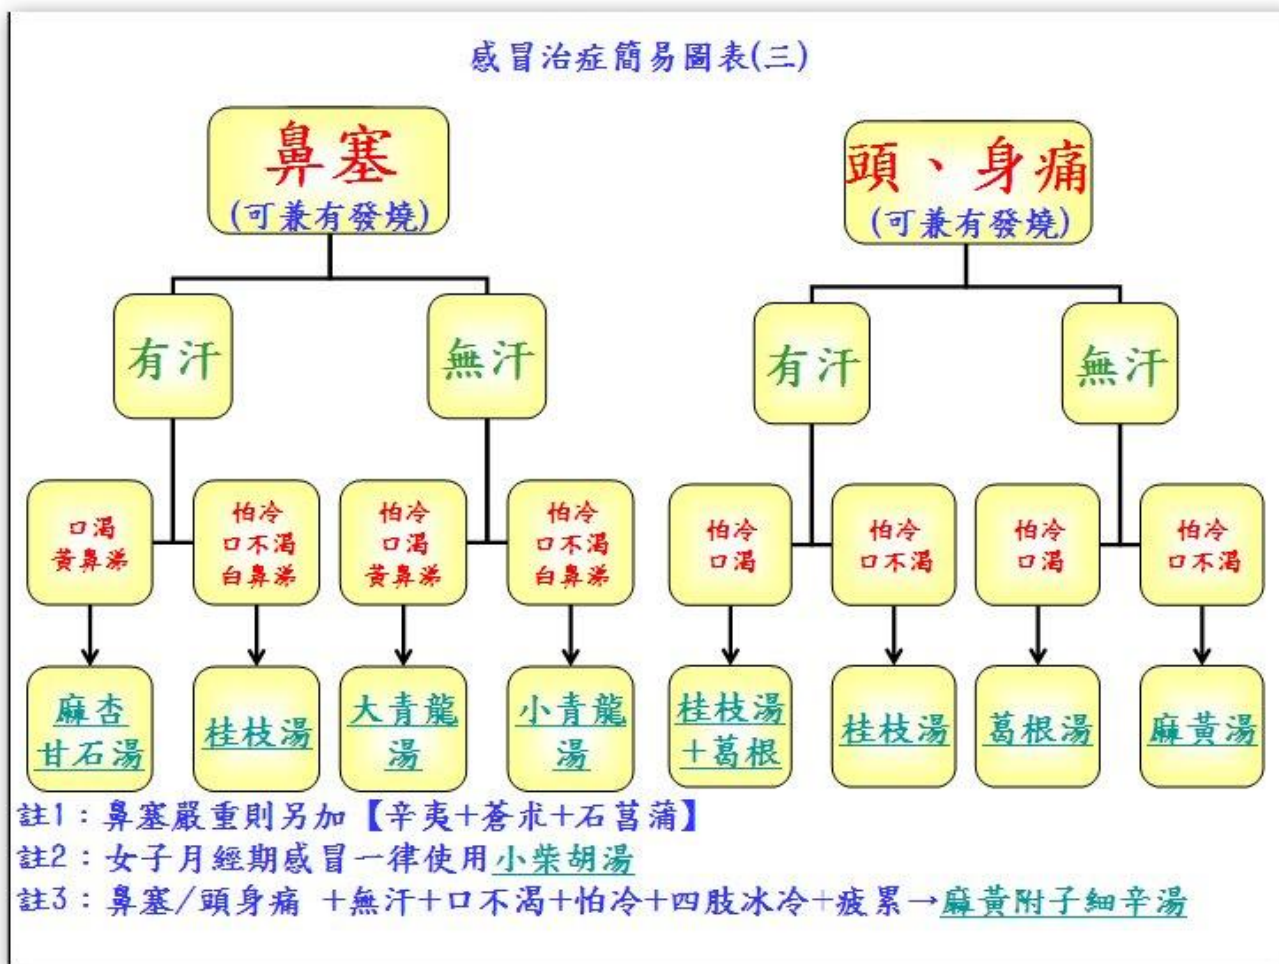 感冒治症簡易圖表(三)
鼻塞
(可兼有發燒)
頭、身痛
(可兼有發燒)
有汗
無汗
有汗
無汗
口渴
黃鼻涕
怕冷
口不渴
白鼻涕
怕冷
口渴
黃鼻涕
怕冷
口不渴
白鼻涕
怕冷
口渴
怕冷
口不渴
怕冷
口渴
怕冷
口不渴
麻杏
甘石湯
桂枝湯
大青龍
湯
小青龍
湯
桂枝湯
+葛根
桂枝湯
葛根湯
麻黃湯
註1：鼻塞嚴重則另加【辛夷+蒼朮+石菖蒲】
註2：女子月經期感冒一律使用小柴胡湯
註3：鼻塞/頭身痛 +無汗+口不渴+怕冷+四肢冰冷+疲累→麻黃附子細辛湯